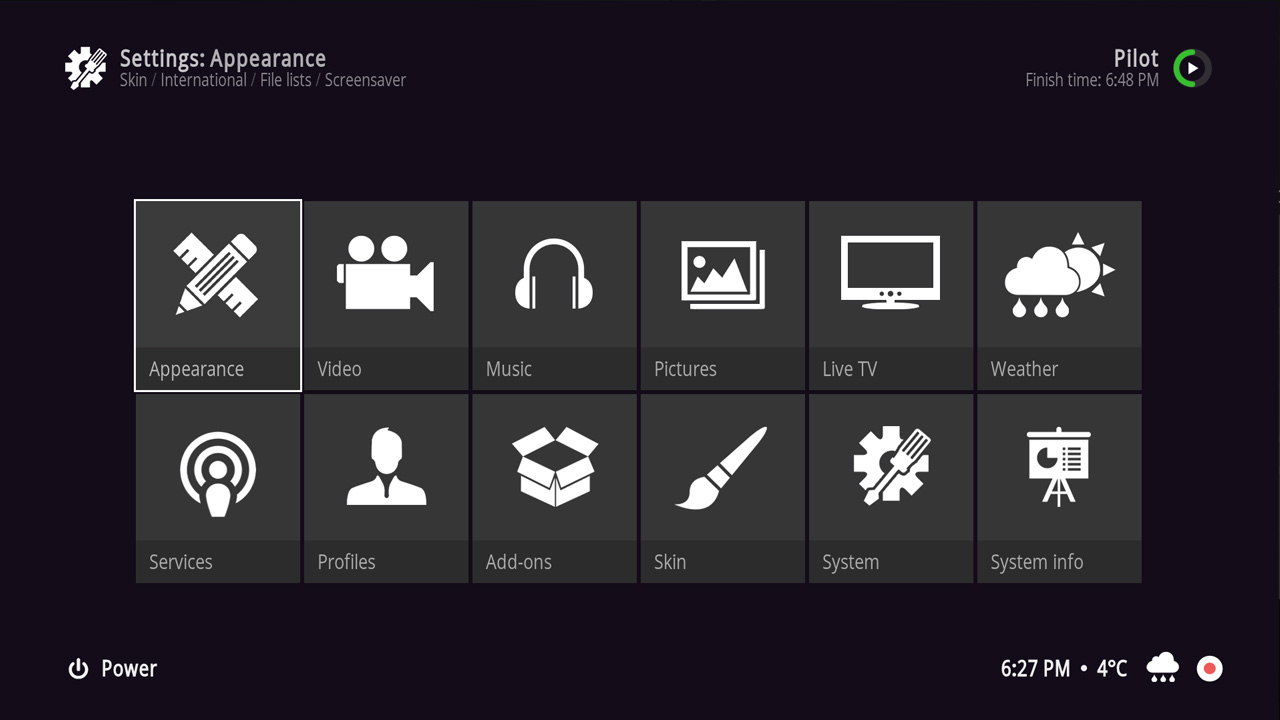 Settings: Appearance
Skin / International / File lists / Screensaver
Pilot
Finish time: 6:48 PM
Appearance
Video
Music
Pictures
Live TV
Weather
Services
Profiles
Add-ons
Skin
System
System info
Power
6:27 PM • 4°C